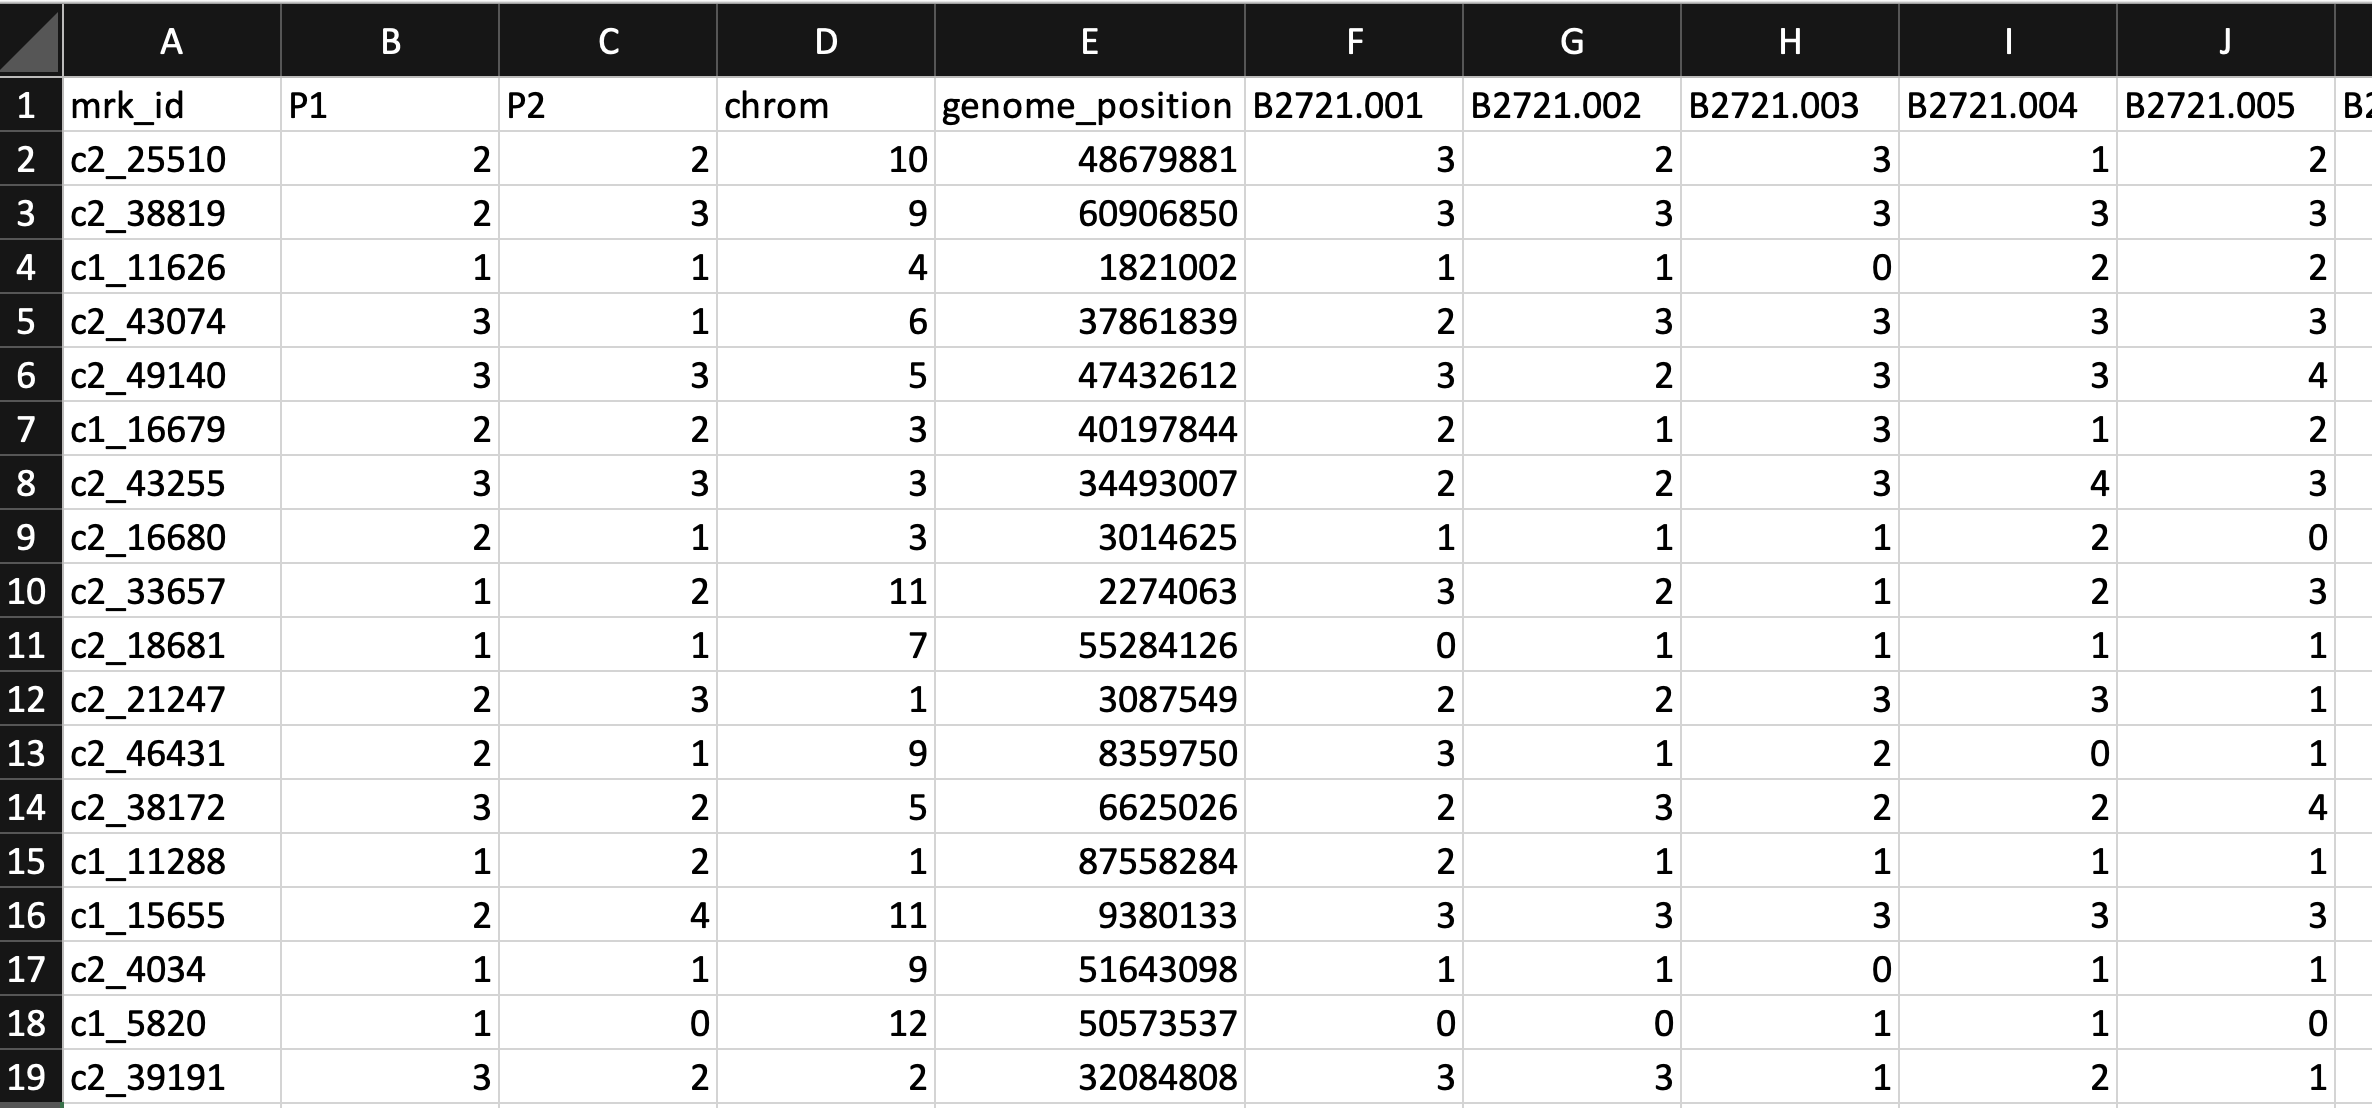 A B C D E F G H I J
1 mrk_id P1 P2 chrom genome_position B2721.001 B2721.002 B2721.003 B2721.004 B2721.005
2 c2_25510 2 2 10 48679881 3 2 3 1 2
3 c2_38819 2 3 9 60906850 3 3 3 3 3
4 c1_11626 1 1 4 1821002 1 1 0 2 2
5 c2_43074 3 1 6 37861839 2 3 3 3 3
6 c2_49140 3 3 5 47432612 3 2 3 3 4
7 c1_16679 2 2 3 40197844 2 1 3 1 2
8 c2_43255 3 3 3 34493007 2 2 3 4 3
9 c2_16680 2 1 3 3014625 1 1 1 2 0
10 c2_33657 1 2 11 2274063 3 2 1 2 3
11 c2_18681 1 1 7 55284126 0 1 1 1 1
12 c2_21247 2 3 1 3087549 2 2 3 3 1
13 c2_46431 2 1 9 8359750 3 1 2 0 1
14 c2_38172 3 2 5 6625026 2 3 2 2 4
15 c1_11288 1 2 1 87558284 2 1 1 1 1
16 c1_15655 2 4 11 9380133 3 3 3 3 3
17 c2_4034 1 1 9 51643098 1 1 0 1 1
18 c1_5820 1 0 12 50573537 0 0 1 1 0
19 c2_39191 3 2 2 32084808 3 3 1 2 1